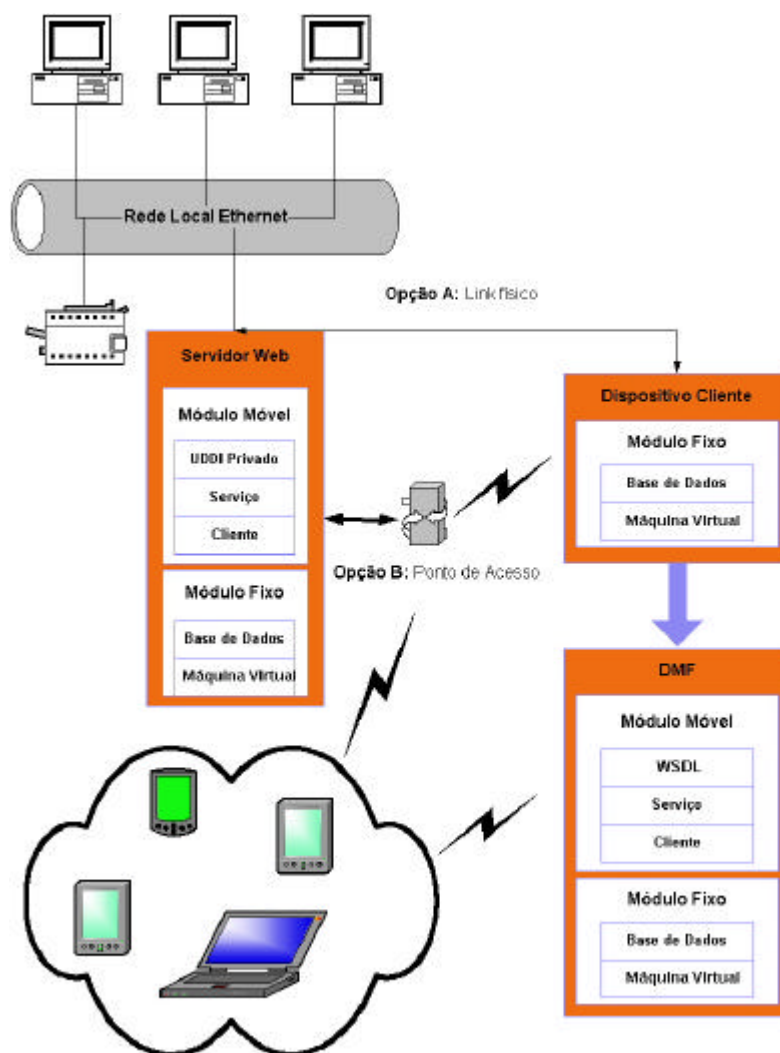 Rede Local Ethernet
Opção A: Link físico
Servidor Web
Módulo Móvel
UDDI Privado
Serviço
Cliente
Módulo Fixo
Base de Dados
Máquina Virtual
Opção B: Ponto de Acesso
Dispositivo Cliente
Módulo Fixo
Base de Dados
Máquina Virtual
DMF
Módulo Móvel
WSDL
Serviço
Cliente
Módulo Fixo
Base de Dados
Máquina Virtual